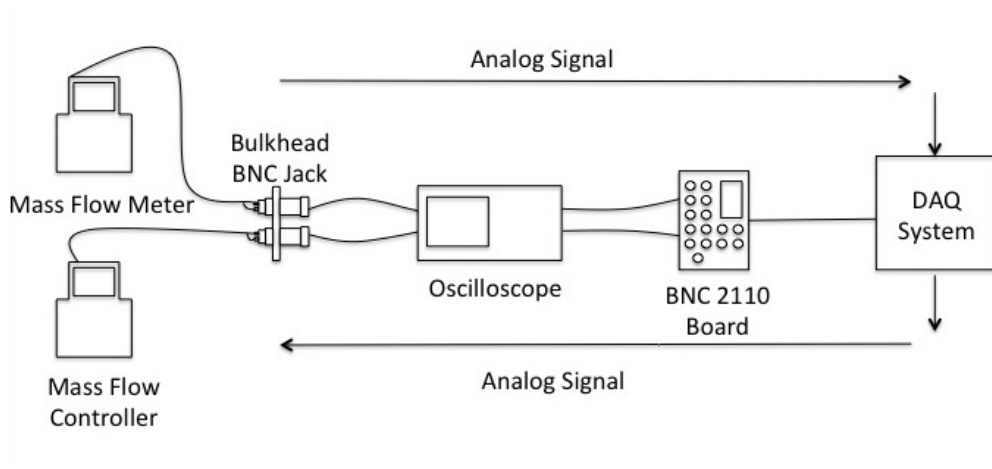 Analog Signal
Bulkhead
BNC Jack
Mass Flow Meter
DAQ
System
Oscilloscope
BNC 2110
Board
Mass Flow
Controller
Analog Signal